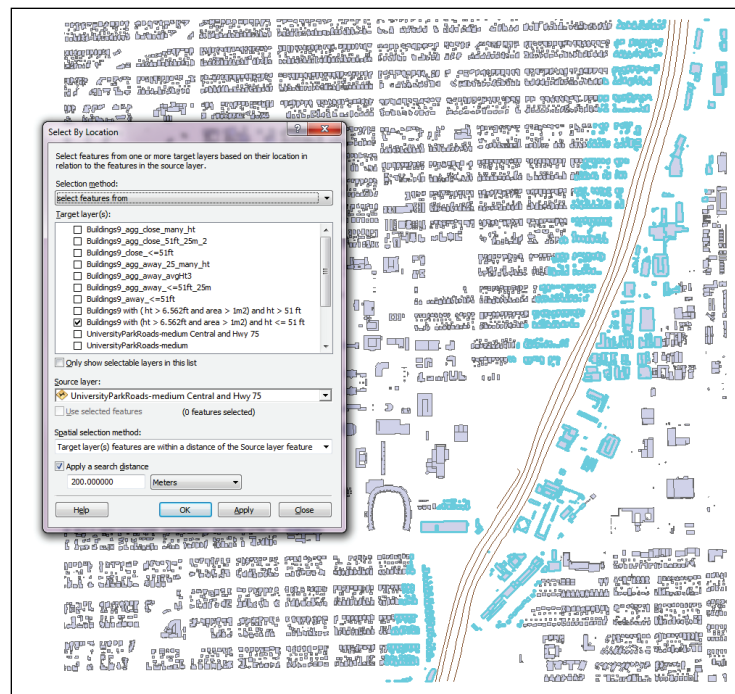 Select By Location
Select features from one or more target layers based on their location in
relation to the features in the source layer.
Selection method:
select features from
Target layer(s):
Buildings9_agg_close_many_ht
Buildings9_agg_close_51ft_25m_2
Buildings9_close_<=51ft
Buildings9_agg_away_25_many_ht
Buildings9_agg_away_avgHt3
Buildings9_agg_away_<=51ft_25m
Buildings9_away_<=51ft
Buildings9 with ( ht > 6.562ft and area > 1m2) and ht > 51 ft
Buildings9 with (ht > 6.562ft and area > 1m2) and ht <= 51 ft
UniversityParkRoads-medium Central and Hwy 75
UniversityParkRoads-medium
Only show selectable layers in this list
Source layer:
UniversityParkRoads-medium Central and Hwy 75
Use selected features (0 features selected)
Spatial selection method:
Target layer(s) features are within a distance of the Source layer feature
Apply a search distance
200.000000 Meters
Help OK Apply Close